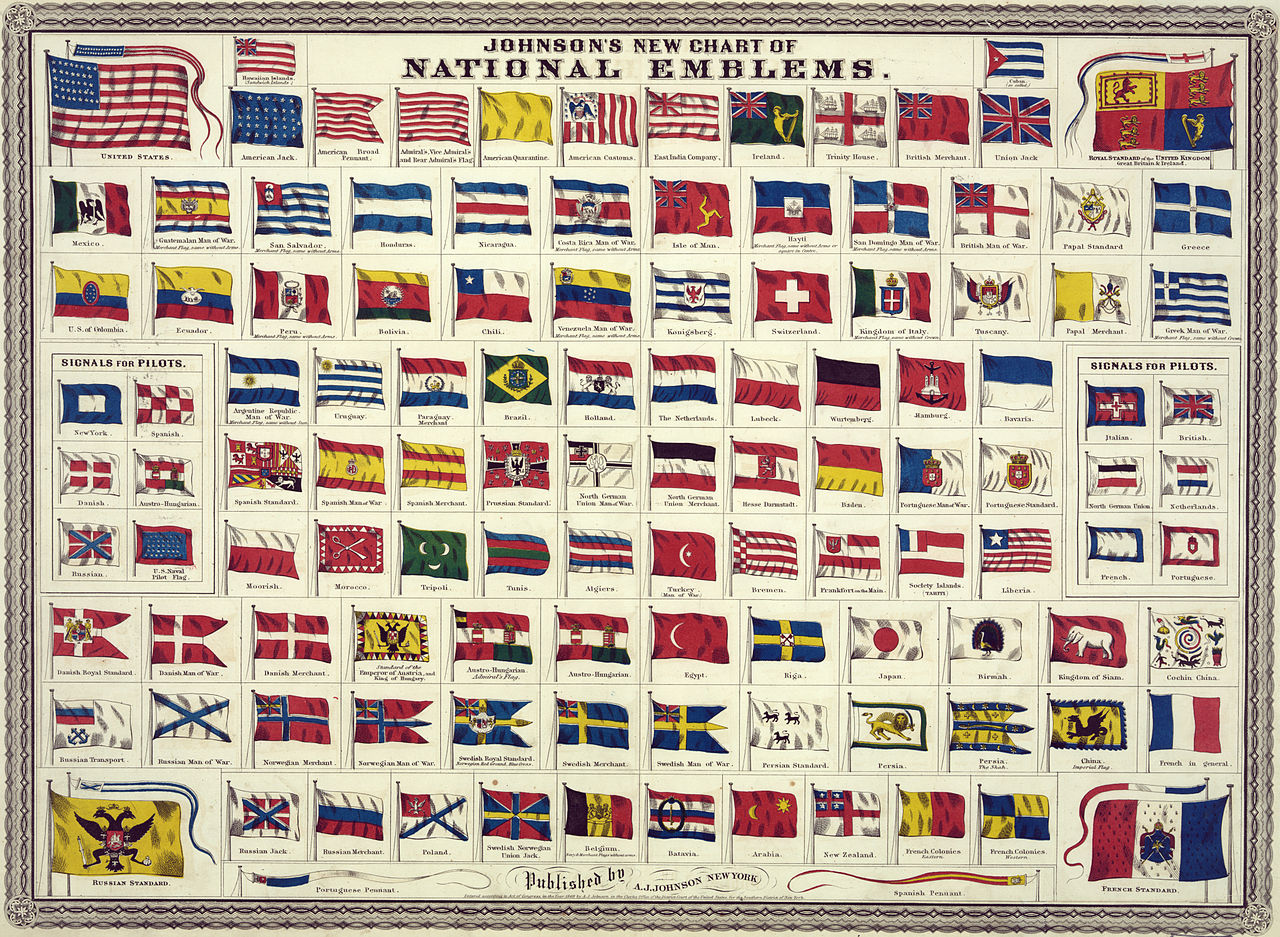 JOHNSON'S NEW CHART OF
NATIONAL EMBLEMS.
Hawaiian Islands.
(Sandwich Islands.)
Cuban.
(so called.)
UNITED STATES.
American Jack.
American Broad
Pennant.
Admiral's, Vice Admiral's
and Rear Admiral's Flag
American Quarantine.
American Customs.
East India Company.
Ireland.
Trinity House.
British Merchant.
Union Jack
ROYAL STANDARD of the UNITED KINGDOM
Great Britain & Ireland.
Mexico.
Guatemalan Man of War.
Merchant Flag, same without Arms.
San Salvador.
Merchant Flag, same without Arms.
Honduras.
Nicaragua.
Costa Rica Man of War.
Merchant Flag, same without Arms.
Isle of Man.
Hayti
Merchant Flag, same without Arms or
square in Centre.
San Domingo Man of War.
Merchant Flag, same without Arms.
British Man of War.
Papal Standard
Greece
U.S. of Colombia.
Ecuador.
Peru.
Merchant Flag, same without Arms.
Bolivia.
Chili.
Venezuela Man of War.
Merchant Flag, same without Arms.
Konigsberg.
Switzerland.
Kingdom of Italy.
Merchant Flag, same without Crown.
Tuscany.
Papal Merchant.
Greek Man of War.
Merchant Flag, same without Crown.
SIGNALS FOR PILOTS.
New York.
Spanish.
Danish.
Austro-Hungarian.
Russian.
U.S. Naval
Pilot Flag.
Argentine Republic.
Man of War.
Merchant Flag, same without Sun.
Uruguay.
Paraguay.
Merchant
Brazil.
Holland.
The Netherlands.
Lubeck.
Wurtemberg.
Hamburg.
Bavaria.
SIGNALS FOR PILOTS.
Italian.
British.
North German Union.
Netherlands.
French.
Portuguese.
Spanish Standard.
Spanish Man of War
Spanish Merchant.
Prussian Standard.
North German
Union Man of War.
North German
Union Merchant.
Hesse Darmstadt.
Baden.
Portuguese Man of War.
Portuguese Standard.
Moorish.
Morocco.
Tripoli.
Tunis.
Algiers.
Turkey.
(Man of War.)
Bremen.
Frankfort on the Main.
Society Islands.
(TAHITI)
Liberia.
Danish Royal Standard
Danish Man of War.
Danish Merchant.
Standard of the
Emperor of Austria, and
King of Hungary.
Austro-Hungarian.
Admiral's Flag.
Austro-Hungarian.
Egypt.
Riga.
Japan.
Birmah.
Kingdom of Siam.
Cochin China.
Russian Transport
Russian Man of War.
Norwegian Merchant.
Norwegian Man of War.
Swedish Royal Standard.
Norwegian Red Ground, Blue Cross
Swedish Merchant.
Swedish Man of War.
Persian Standard.
Persia.
Persia.
The Shah.
China.
Imperial Flag.
French in general.
RUSSIAN STANDARD.
Russian Jack.
Russian Merchant.
Poland.
Swedish Norwegian
Union Jack.
Belgium.
Navy & Merchant Flags without arms.
Batavia.
Arabia.
New Zealand.
French Colonies
Eastern.
French Colonies
Western.
FRENCH STANDARD.
Portuguese Pennant.
Published by A.J. JOHNSON NEW YORK
Spanish Pennant.
Entered according to Act of Congress, in the Year 1868 by A.J. Johnson, in the Clerks Office of the District Court of the United States for the Southern District of New York.